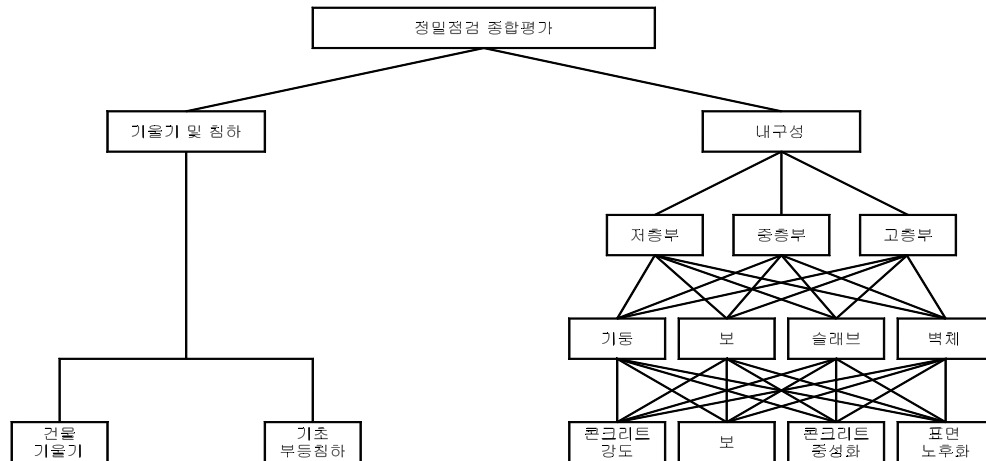 정밀점검 종합평가
기울기 및 침하
내구성
저층부
중층부
고층부
기둥
보
슬래브
벽체
건물
기울기
기초
부등침하
콘크리트
강도
보
콘크리트
중성화
표면
노후화